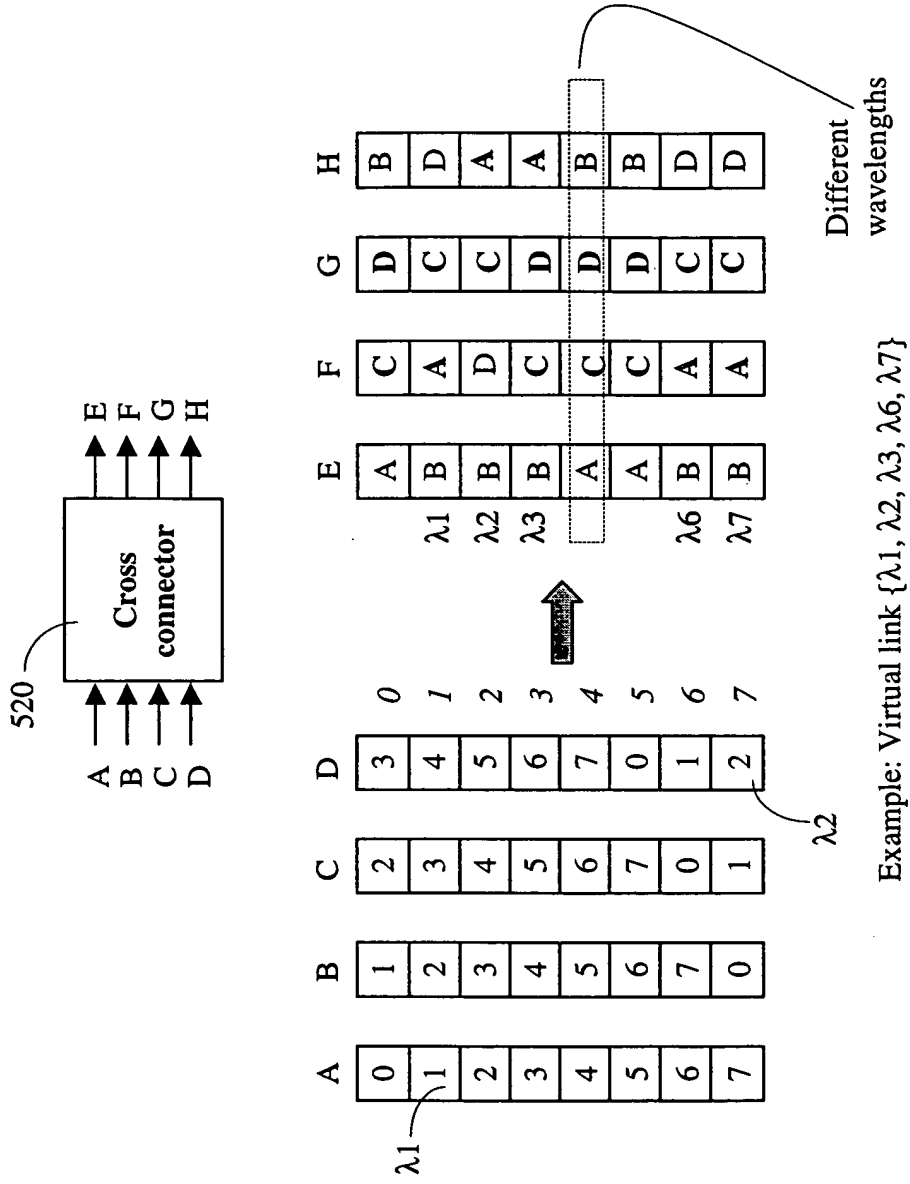 520
A
B
C
D
Cross
connector
E
F
G
H
A B C D
0 1 2 3 0
1 2 3 4 1
2 3 4 5 2
3 4 5 6 3
4 5 6 7 4
5 6 7 0 5
6 7 0 1 6
7 0 1 2 7
λ1
λ2
E F G H
A C D B
λ1 B A C D
λ2 B D C A
λ3 B C D A
A C D B
A C D B
λ6 B A C D
λ7 B A C D
Different
wavelengths
Example: Virtual link {λ1, λ2, λ3, λ6, λ7}